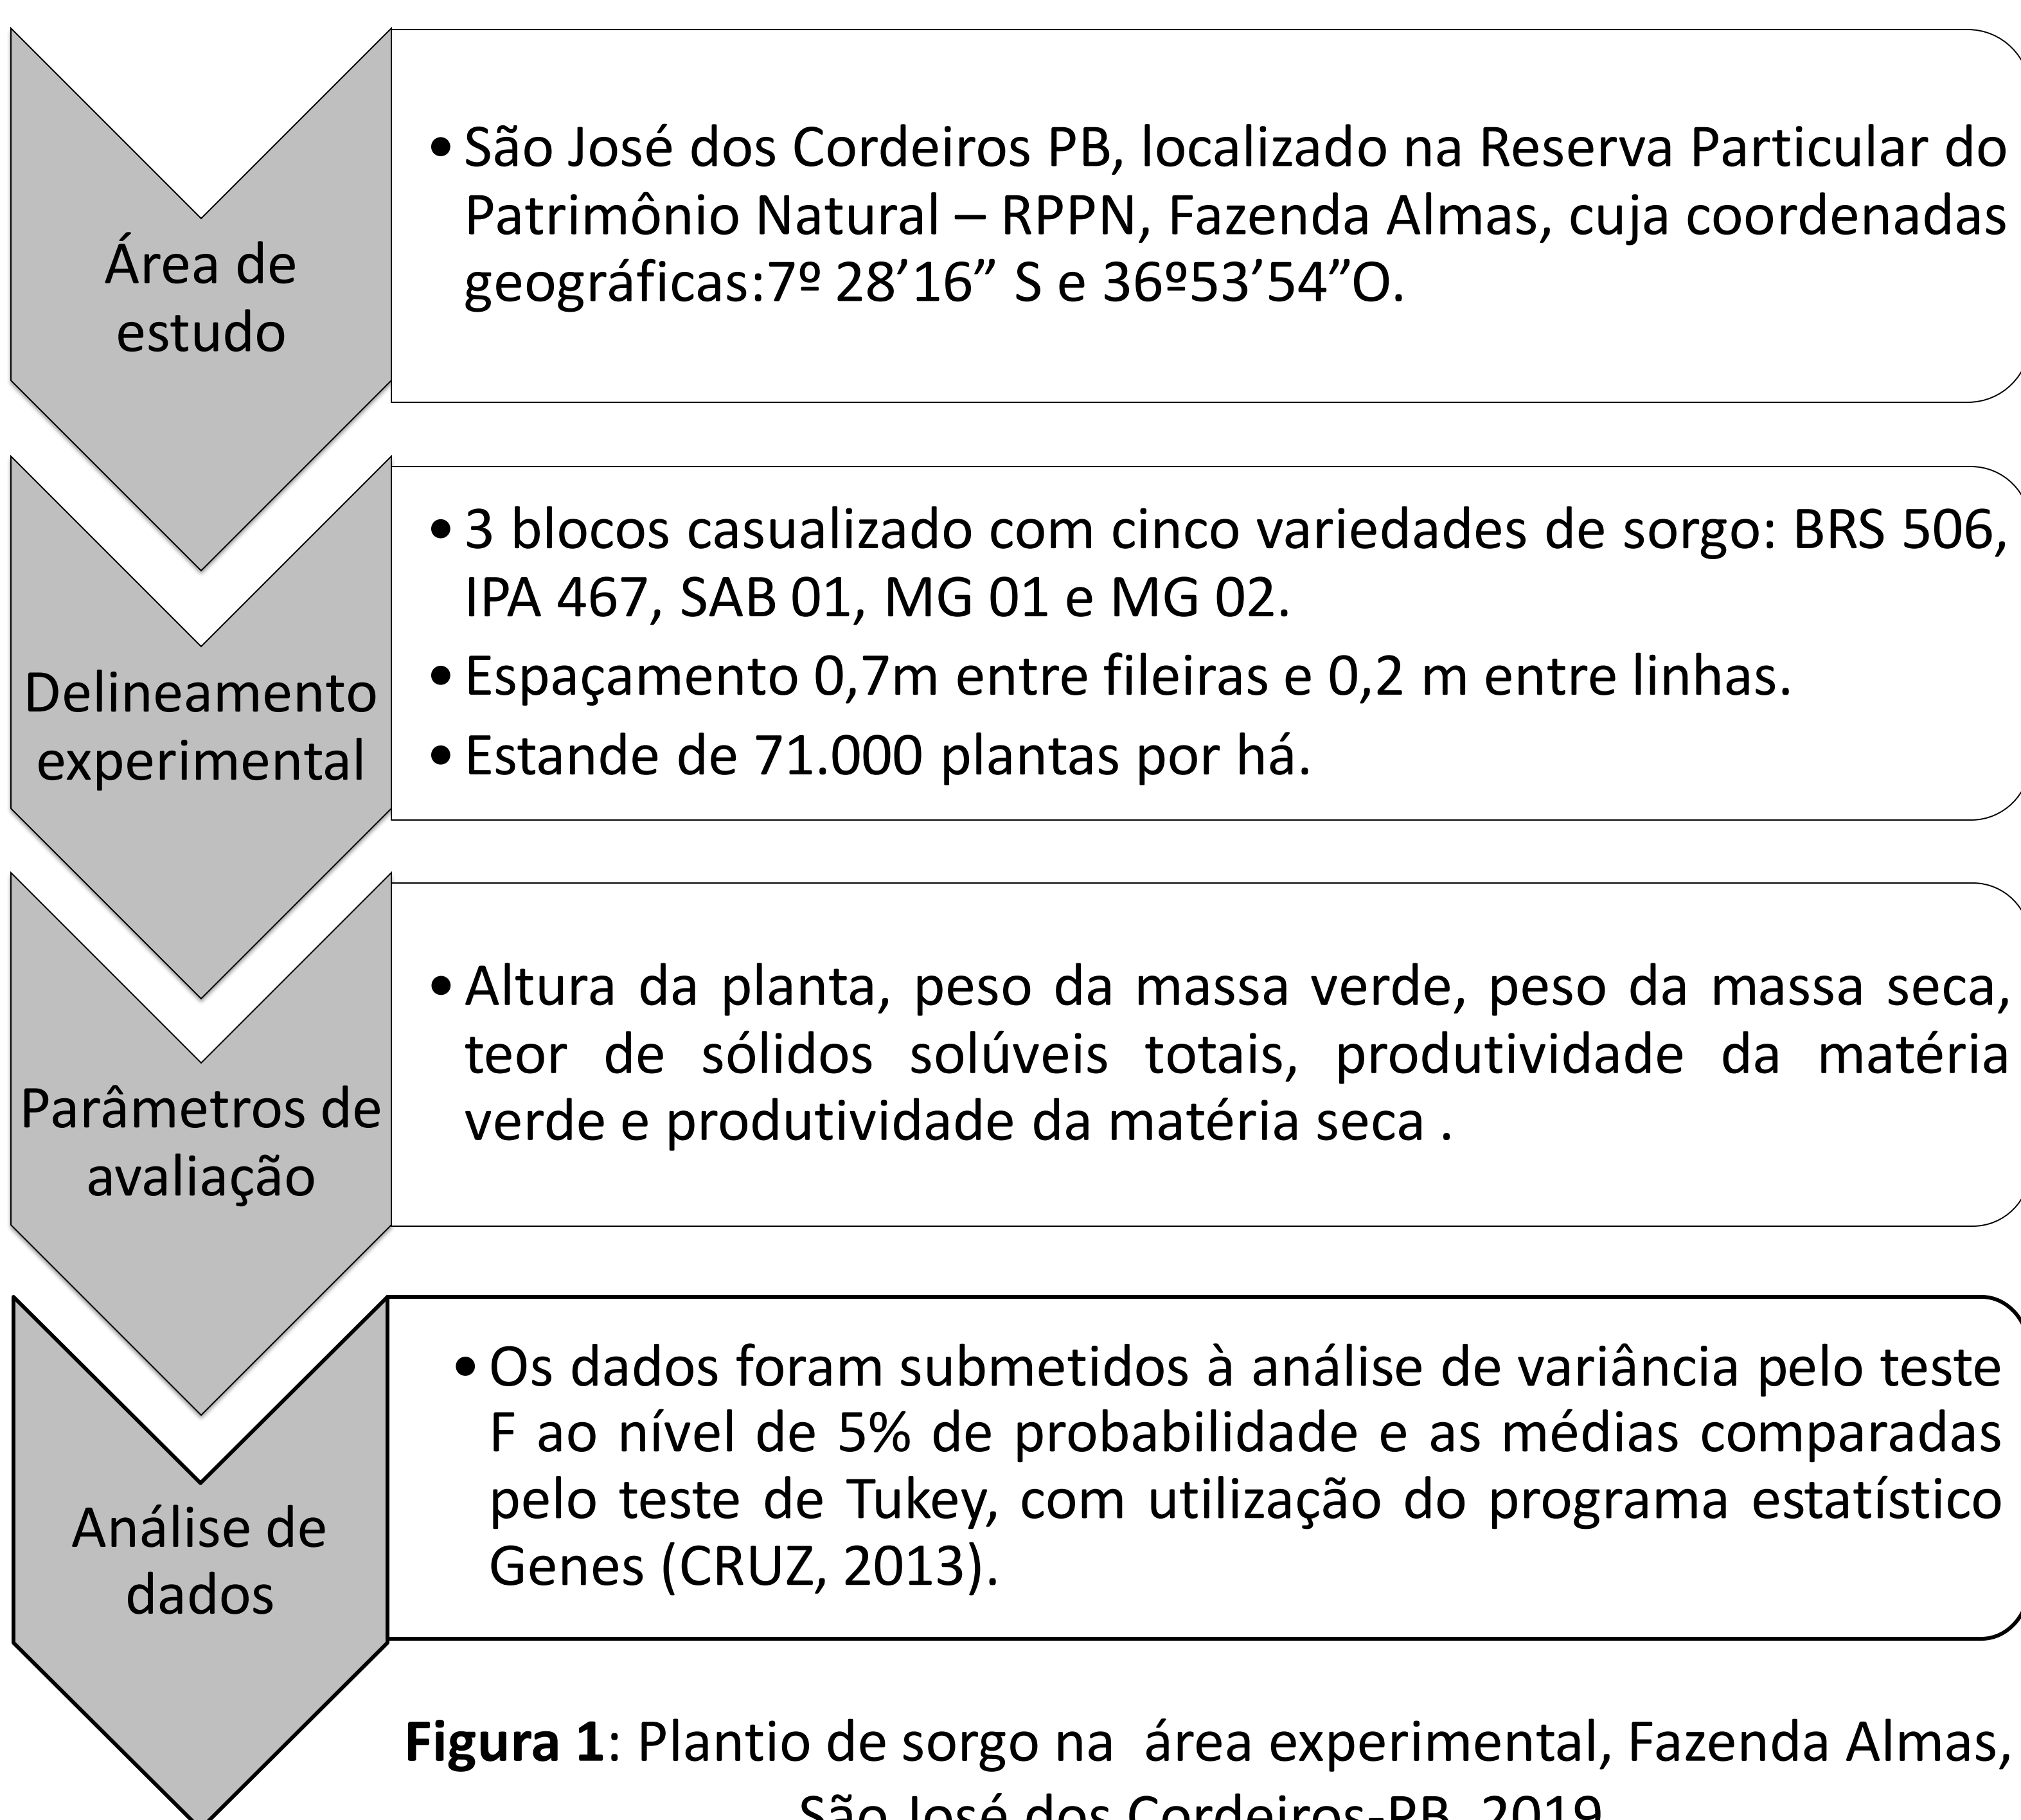 Área de
estudo
• São José dos Cordeiros PB, localizado na Reserva Particular do
Patrimônio Natural – RPPN, Fazenda Almas, cuja coordenadas
geográficas:7º 28’16” S e 36º53’54”O.
Delineamento
experimental
• 3 blocos casualizado com cinco variedades de sorgo: BRS 506,
IPA 467, SAB 01, MG 01 e MG 02.
• Espaçamento 0,7m entre fileiras e 0,2 m entre linhas.
• Estande de 71.000 plantas por há.
Parâmetros de
avaliação
• Altura da planta, peso da massa verde, peso da massa seca,
teor de sólidos solúveis totais, produtividade da matéria
verde e produtividade da matéria seca .
Análise de
dados
• Os dados foram submetidos à análise de variância pelo teste
F ao nível de 5% de probabilidade e as médias comparadas
pelo teste de Tukey, com utilização do programa estatístico
Genes (CRUZ, 2013).
Figura 1: Plantio de sorgo na área experimental, Fazenda Almas,
São José dos Cordeiros-PB, 2019